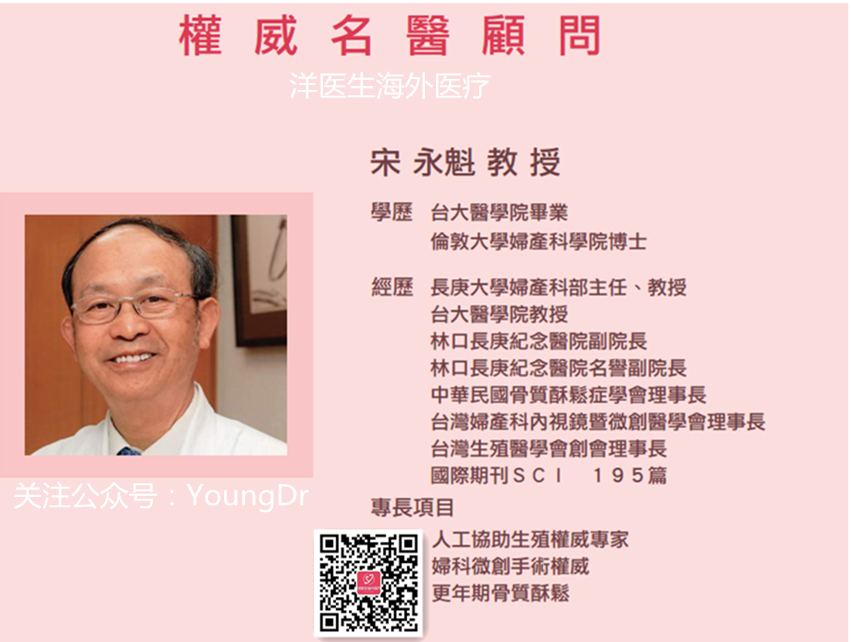 權威名醫顧問
洋医生海外医疗
宋永魁教授
學歷 台大醫學院畢業
倫敦大學婦產科學院博士
經歷 長庚大學婦產科部主任、教授
台大醫學院教授
林口長庚紀念醫院副院長
林口長庚紀念醫院名譽副院長
中華民國骨質酥鬆症學會理事長
台灣婦產科內視鏡暨微創醫學會理事長
台灣生殖醫學會創會理事長
國際期刊SCI 195篇
关注公众号：YoungDr
專長項目
人工協助生殖權威專家
婦科微創手術權威
更年期骨質酥鬆